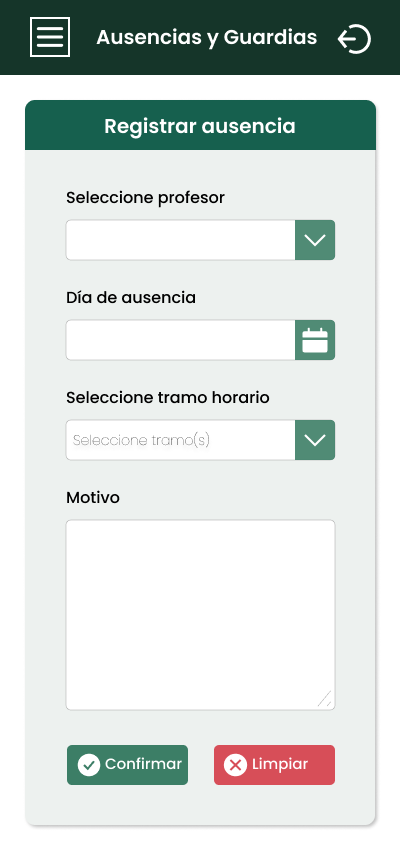 Ausencias y Guardias
Registrar ausencia
Seleccione profesor
Día de ausencia
Seleccione tramo horario
Seleccione tramo(s)
Motivo
Confirmar
Limpiar